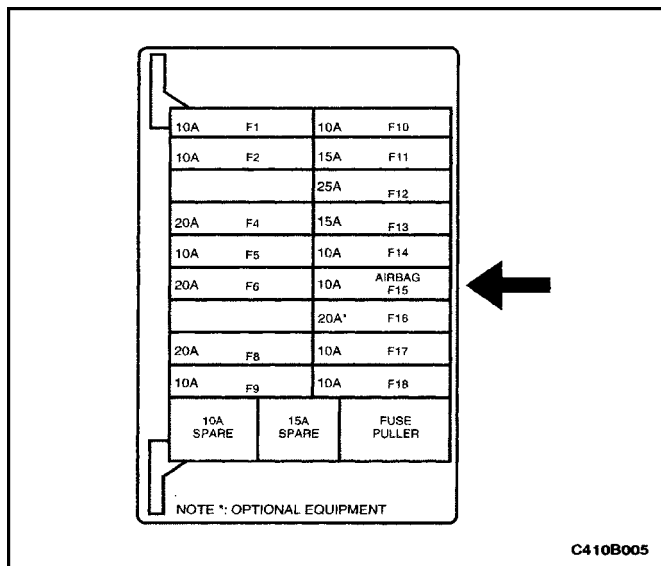 10A F1 10A F10
10A F2 15A F11
25A F12
20A F4 15A F13
10A F5 10A F14
20A F6 10A AIRBAG F15
20A* F16
20A F8 10A F17
10A F9 10A F18
10A SPARE 15A SPARE FUSE PULLER
NOTE *: OPTIONAL EQUIPMENT
C410B005